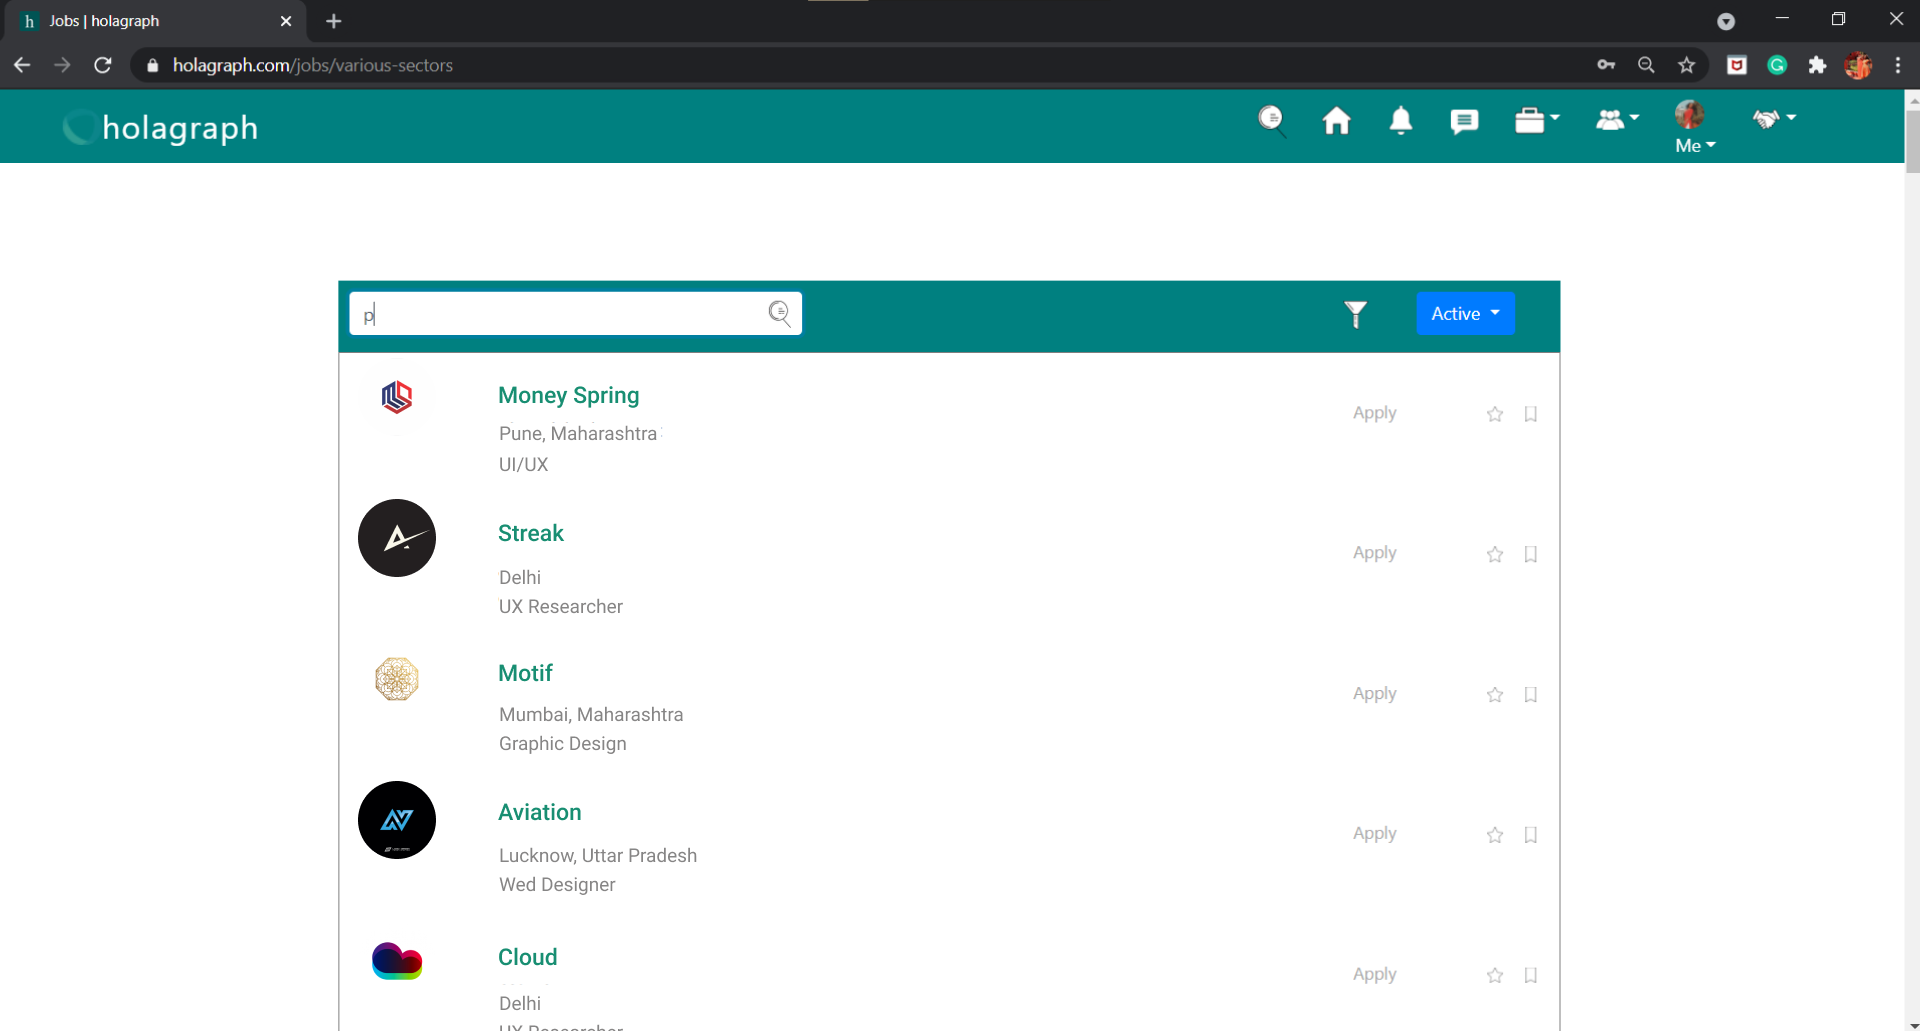 h Jobs | holagraph
holagraph.com/jobs/various-sectors
holagraph
Me
p
Active
Money Spring
Pune, Maharashtra
UI/UX
Apply
Streak
Delhi
UX Researcher
Apply
Motif
Mumbai, Maharashtra
Graphic Design
Apply
Aviation
Lucknow, Uttar Pradesh
Wed Designer
Apply
Cloud
Delhi
UX Researcher
Apply